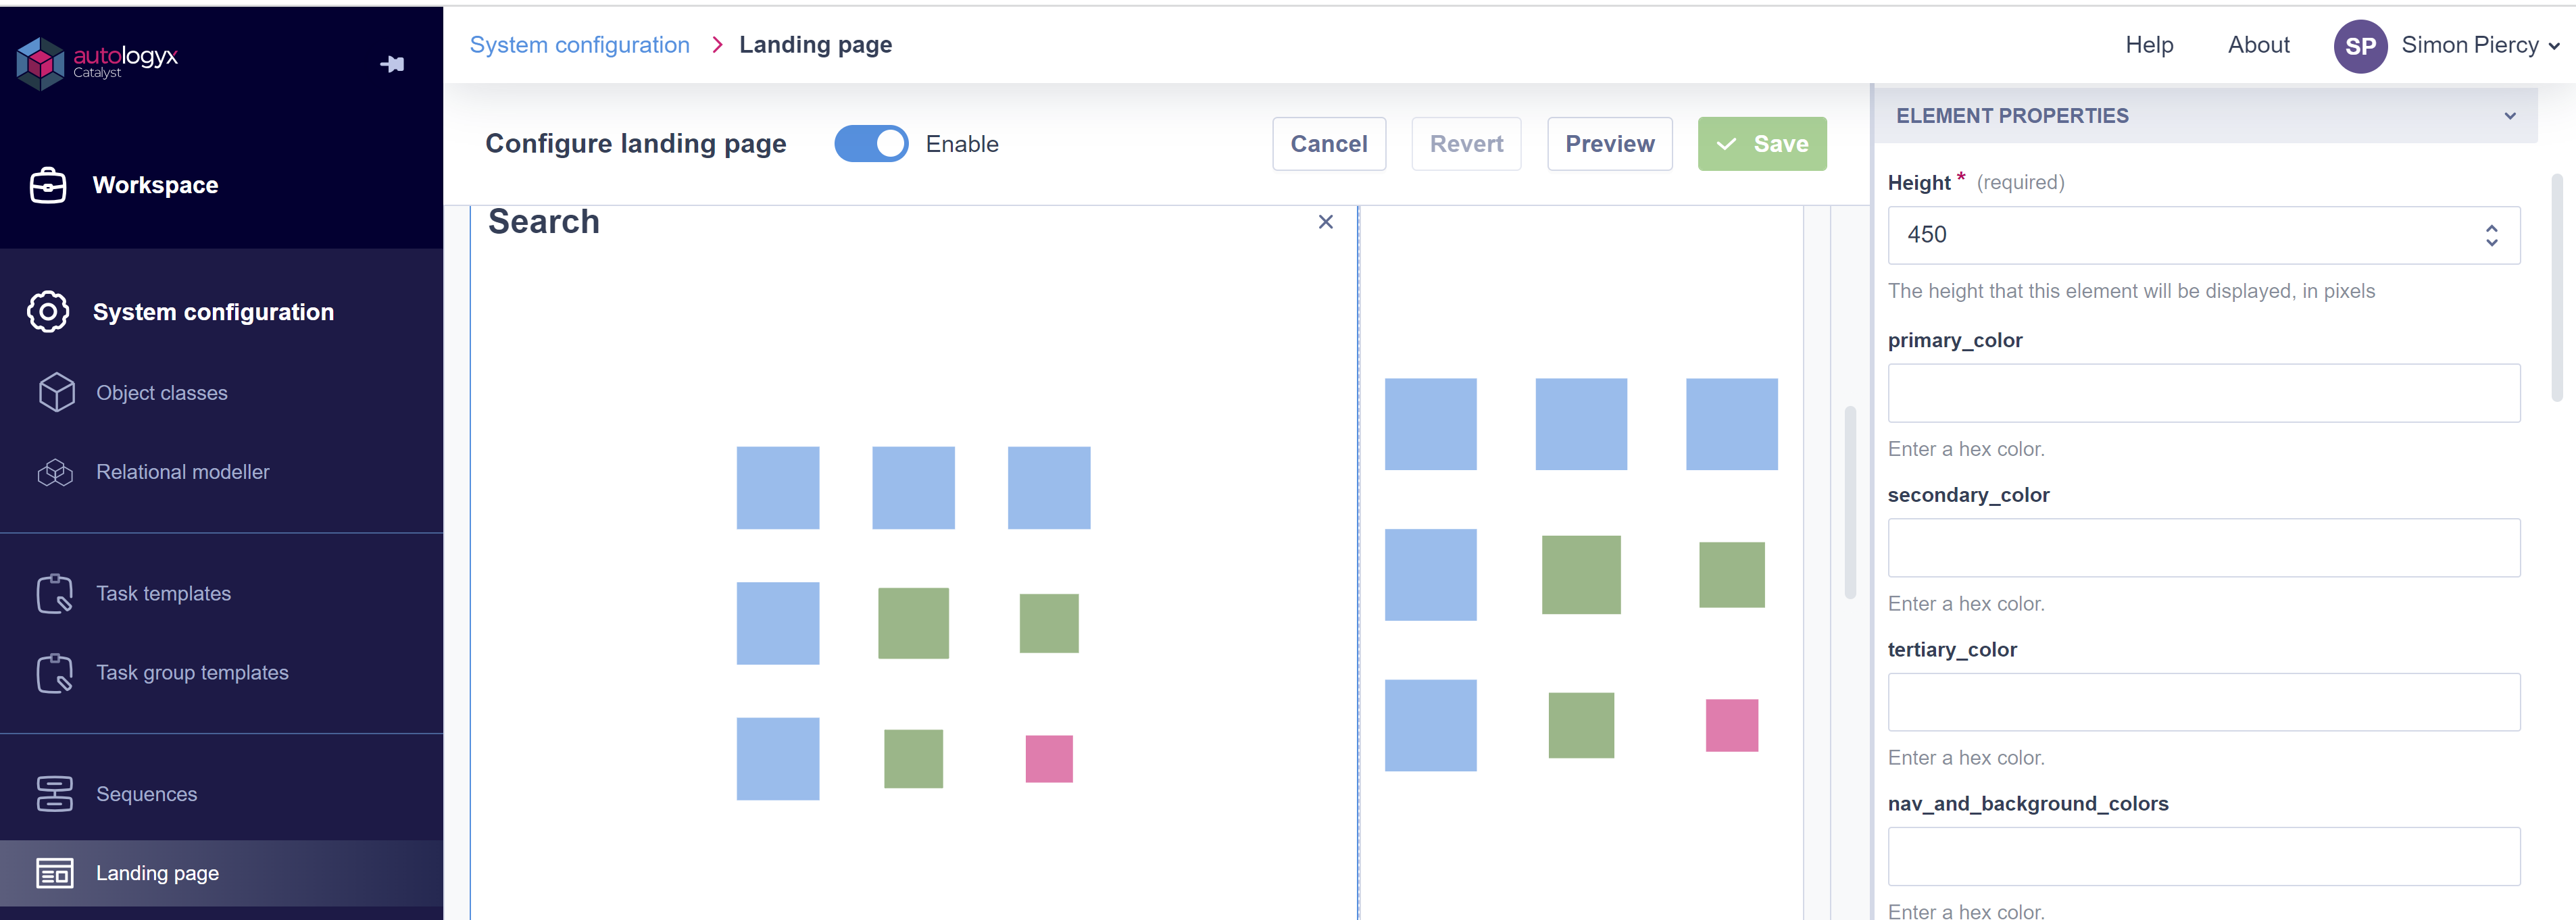 autologyx
Catalyst
Workspace
System configuration
Object classes
Relational modeller
Task templates
Task group templates
Sequences
Landing page
System configuration > Landing page
Help About SP Simon Piercy
Configure landing page Enable Cancel Revert Preview Save
Search
ELEMENT PROPERTIES
Height * (required)
450
The height that this element will be displayed, in pixels
primary_color
Enter a hex color.
secondary_color
Enter a hex color.
tertiary_color
Enter a hex color.
nav_and_background_colors
Enter a hex color.